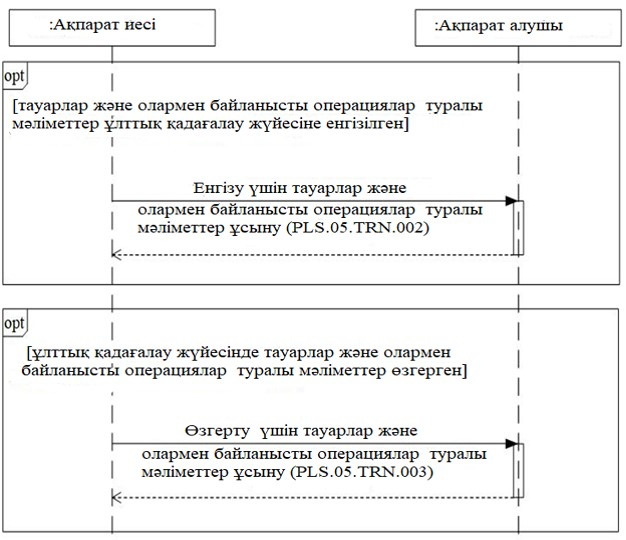 :Ақпарат иесі
:Ақпарат алушы
opt
[тауарлар және олармен байланысты операциялар туралы
мәліметтер ұлттық қадағалау жүйесіне енгізілген]
Енгізу үшін тауарлар және
олармен байланысты операциялар туралы
мәліметтер ұсыну (PLS.05.TRN.002)
opt
[ұлттық қадағалау жүйесінде тауарлар және олармен
байланысты операциялар туралы мәліметтер өзгерген]
Өзгерту үшін тауарлар және
олармен байланысты операциялар туралы
мәліметтер ұсыну (PLS.05.TRN.003)